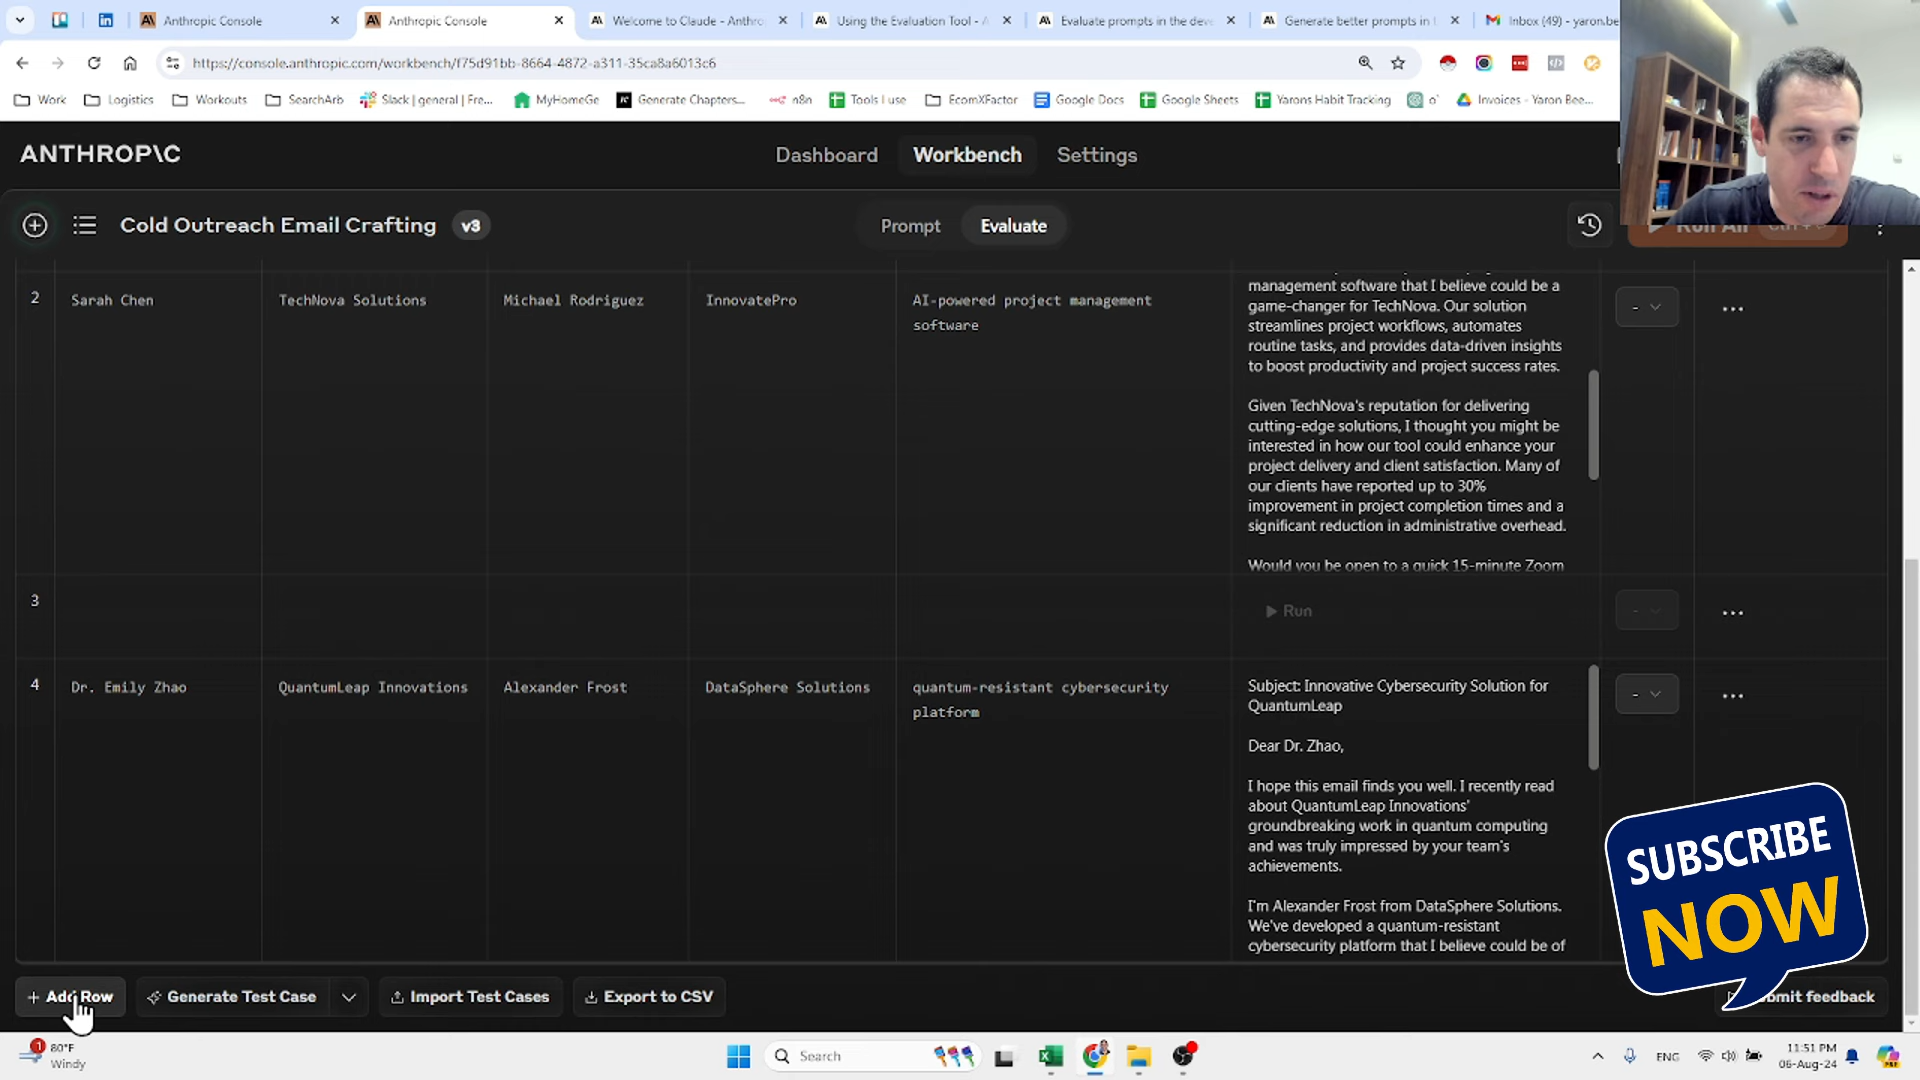 Anthropic Console
Anthropic Console
Welcome to Claude - Anthro
Using the Evaluation Tool - A
Evaluate prompts in the deve
Generate better prompts in t
Inbox (49) - yaron.be
https://console.anthropic.com/workbench/f75d91bb-8664-4872-a311-35ca8a6013c6
Work
Logistics
Workouts
SearchArb
Slack | general | Fre...
MyHomeGe
Generate Chapters...
n8n
Tools I use
EcomXFactor
Google Docs
Google Sheets
Yarons Habit Tracking
Invoices - Yaron Bee...
ANTHROP\C
Dashboard
Workbench
Settings
Cold Outreach Email Crafting
v3
Prompt
Evaluate
Run All
2
Sarah Chen
TechNova Solutions
Michael Rodriguez
InnovatePro
AI-powered project management
software
management software that I believe could be a
game-changer for TechNova. Our solution
streamlines project workflows, automates
routine tasks, and provides data-driven insights
to boost productivity and project success rates.
Given TechNova's reputation for delivering
cutting-edge solutions, I thought you might be
interested in how our tool could enhance your
project delivery and client satisfaction. Many of
our clients have reported up to 30%
improvement in project completion times and a
significant reduction in administrative overhead.
Would you be open to a quick 15-minute Zoom
3
Run
4
Dr. Emily Zhao
QuantumLeap Innovations
Alexander Frost
DataSphere Solutions
quantum-resistant cybersecurity
platform
Subject: Innovative Cybersecurity Solution for
QuantumLeap
Dear Dr. Zhao,
I hope this email finds you well. I recently read
about QuantumLeap Innovations'
groundbreaking work in quantum computing
and was truly impressed by your team's
achievements.
I'm Alexander Frost from DataSphere Solutions.
We've developed a quantum-resistant
cybersecurity platform that I believe could be of
SUBSCRIBE
NOW
+ Add Row
Generate Test Case
Import Test Cases
Export to CSV
bmit feedback
1
80°F
Windy
Search
ENG
11:51 PM
06-Aug-24